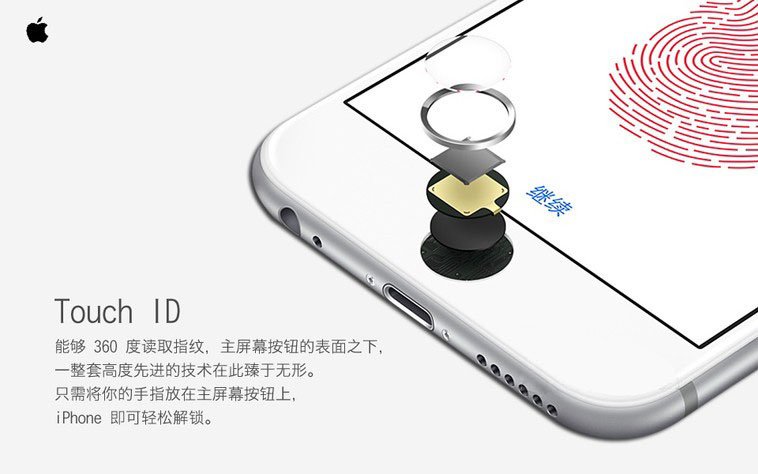 继续
Touch ID
能够 360 度读取指纹，主屏幕按钮的表面之下，
一整套高度先进的技术在此臻于无形。
只需将你的手指放在主屏幕按钮上，
iPhone 即可轻松解锁。